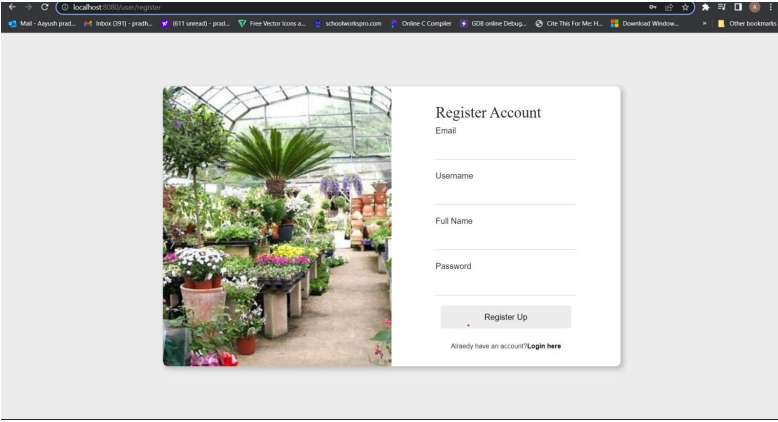 localhost:8080/user/register
Mail - Aayush prad...
Inbox (391) - pradh...
(611 unread) - prad...
Free Vector Icons a...
schoolworkspro.com
Online C Compiler
GDB online Debug...
Cite This For Me: H...
Download Window...
»
Other bookmarks
Register Account
Email
Username
Full Name
Password
Register Up
Alraedy have an account?Login here